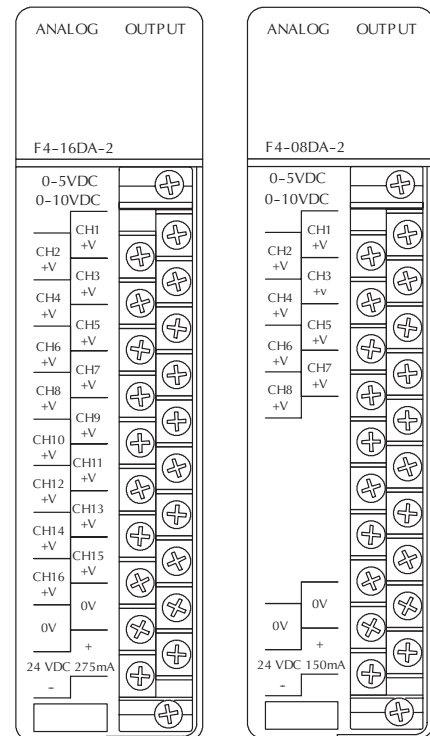 ANALOG OUTPUT
F4-16DA-2
0-5VDC
0-10VDC
CH1
+V
CH2
+V
CH3
+V
CH4
+V
CH5
+V
CH6
+V
CH7
+V
CH8
+V
CH9
+V
CH10
+V
CH11
+V
CH12
+V
CH13
+V
CH14
+V
CH15
+V
CH16
+V
0V
0V
+
24 VDC 275mA
-
ANALOG OUTPUT
F4-08DA-2
0-5VDC
0-10VDC
CH1
+V
CH2
+V
CH3
+v
CH4
+V
CH5
+V
CH6
+V
CH7
+V
CH8
+V
0V
0V
+
24 VDC 150mA
-